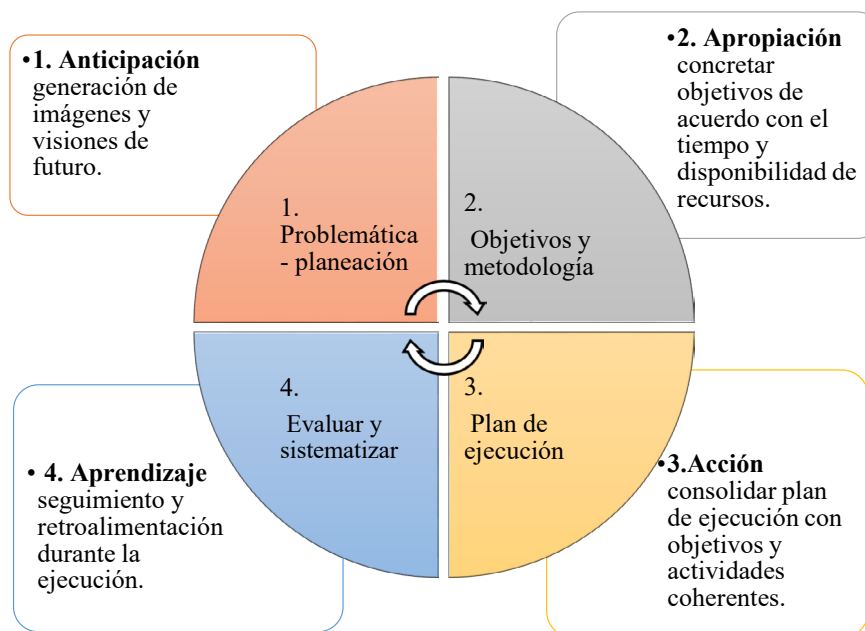 •1. Anticipación
generación de
imágenes y
visiones de
futuro.
•2. Apropiación
concretar
objetivos de
acuerdo con el
tiempo y
disponibilidad de
recursos.
1.
Problemática
- planeación
2.
Objetivos y
metodología
4.
Evaluar y
sistematizar
3.
Plan de
ejecución
• 4. Aprendizaje
seguimiento y
retroalimentación
durante la
ejecución.
•3.Acción
consolidar plan
de ejecución con
objetivos y
actividades
coherentes.